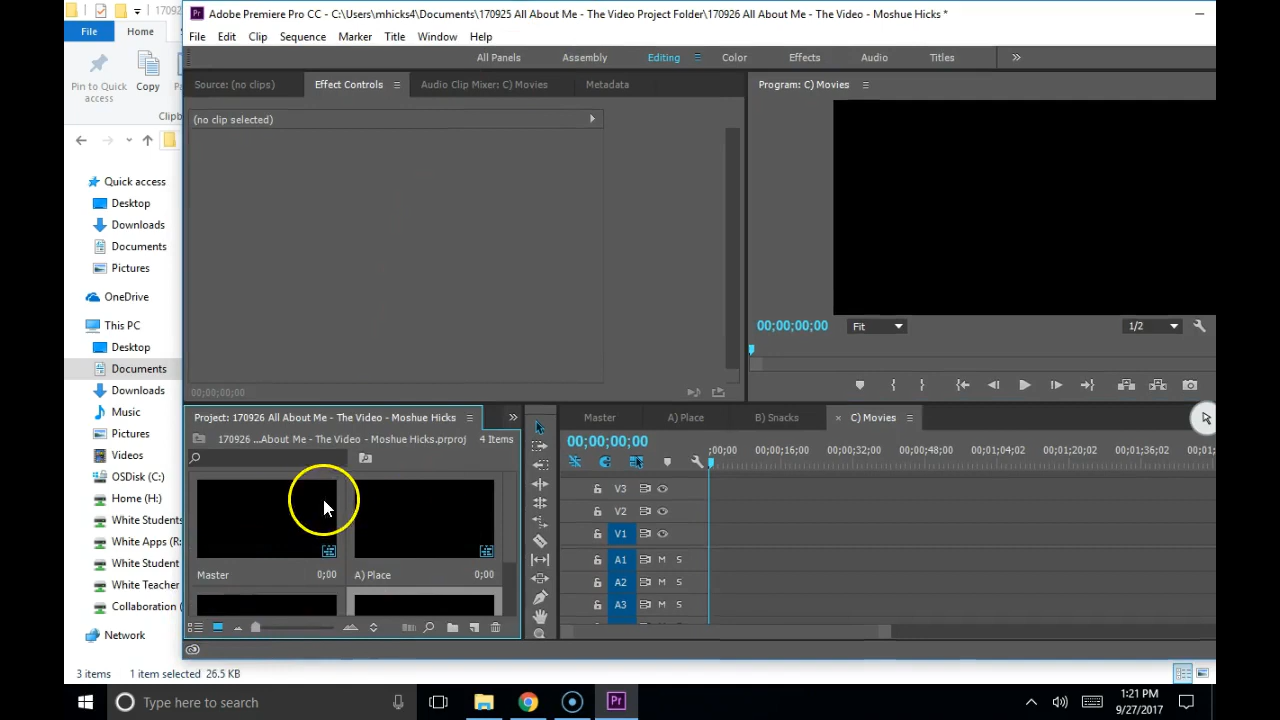 Adobe Premiere Pro CC - C:\Users\mhicks4\Documents\170925 All About Me - The Video Project Folder\170926 All About Me - The Video - Moshue Hicks *
File Edit Clip Sequence Marker Title Window Help
All Panels Assembly Editing Color Effects Audio Titles
Source: (no clips) Effect Controls Audio Clip Mixer: C) Movies Metadata
(no clip selected)
00;00;00;00
Program: C) Movies
00;00;00;00 Fit 1/2
File Home
Pin to Quick access
Copy
Clipb
17092
Quick access
Desktop
Downloads
Documents
Pictures
OneDrive
This PC
Desktop
Documents
Downloads
Music
Pictures
Videos
OSDisk (C:)
Home (H:)
White Students
White Apps (R:
White Student
White Teacher
Collaboration (
Network
3 items 1 item selected 26.5 KB
Project: 170926 All About Me - The Video - Moshue Hicks
170926 ...About Me - The Video - Moshue Hicks.prproj 4 Items
Master 0;00
A) Place 0;00
Master A) Place B) Snacks × C) Movies
00;00;00;00
;00;00 00;00;16;00 00;00;32;00 00;00;48;00 00;01;04;02 00;01;20;02 00;01;36;02 00;01;
V3
V2
V1
A1 M S
A2 M S
A3 M S
Type here to search
Pr
1:21 PM
9/27/2017